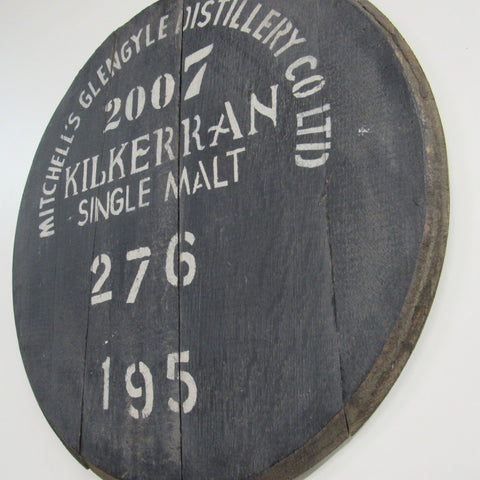 MITCHELL'S GLENGYLE DISTILLERY CO LTD
2007
KILKERRAN
SINGLE MALT
276
195